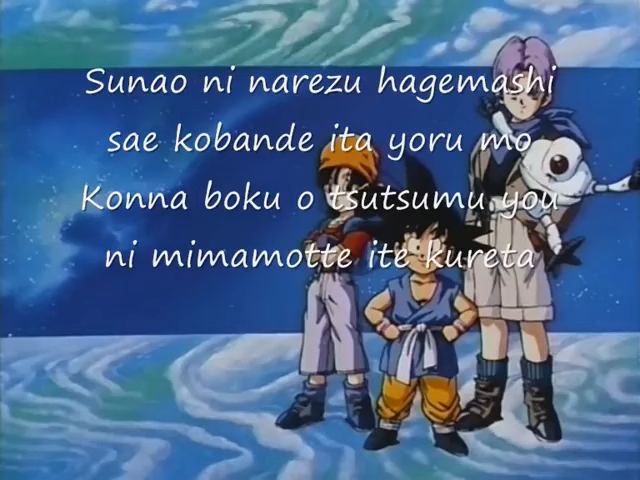 Sunao ni narezu hagemashi
sae kobande ita yoru mo
Konna boku o tsutsumu you
ni mimamotte ite kureta